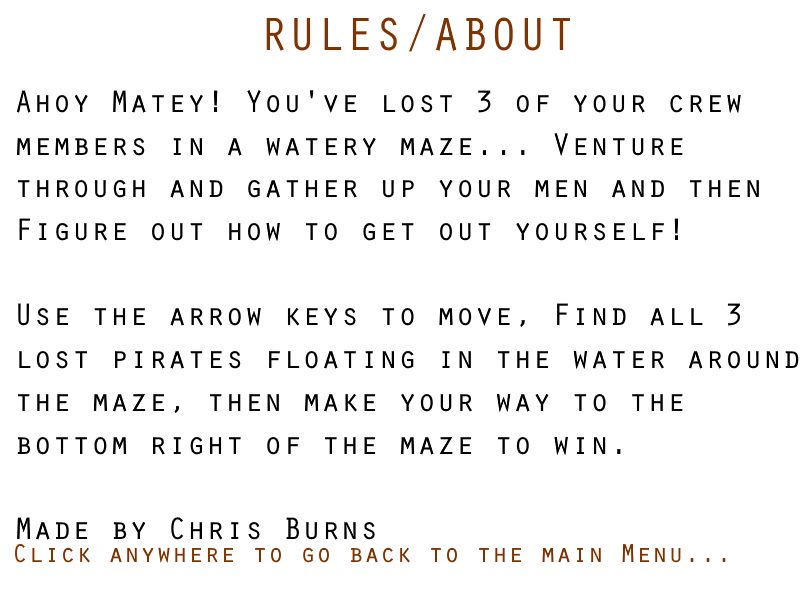 RULES/ABOUT
Ahoy Matey! You've lost 3 of your crew
members in a watery maze... Venture
through and gather up your men and then
Figure out how to get out yourself!
Use the arrow keys to move, Find all 3
lost pirates floating in the water around
the maze, then make your way to the
bottom right of the maze to win.
Made by Chris Burns
Click anywhere to go back to the main Menu...